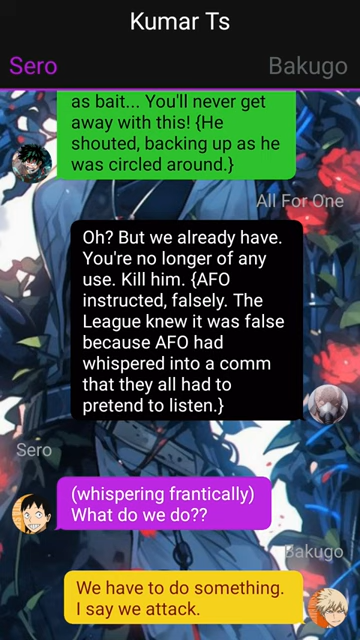 Kumar Ts
Sero
Bakugo
as bait... You'll never get
away with this! {He
shouted, backing up as he
was circled around.}
All For One
Oh? But we already have.
You're no longer of any
use. Kill him. {AFO
instructed, falsely. The
League knew it was false
because AFO had
whispered into a comm
that they all had to
pretend to listen.}
Sero
(whispering frantically)
What do we do??
Bakugo
We have to do something.
I say we attack.